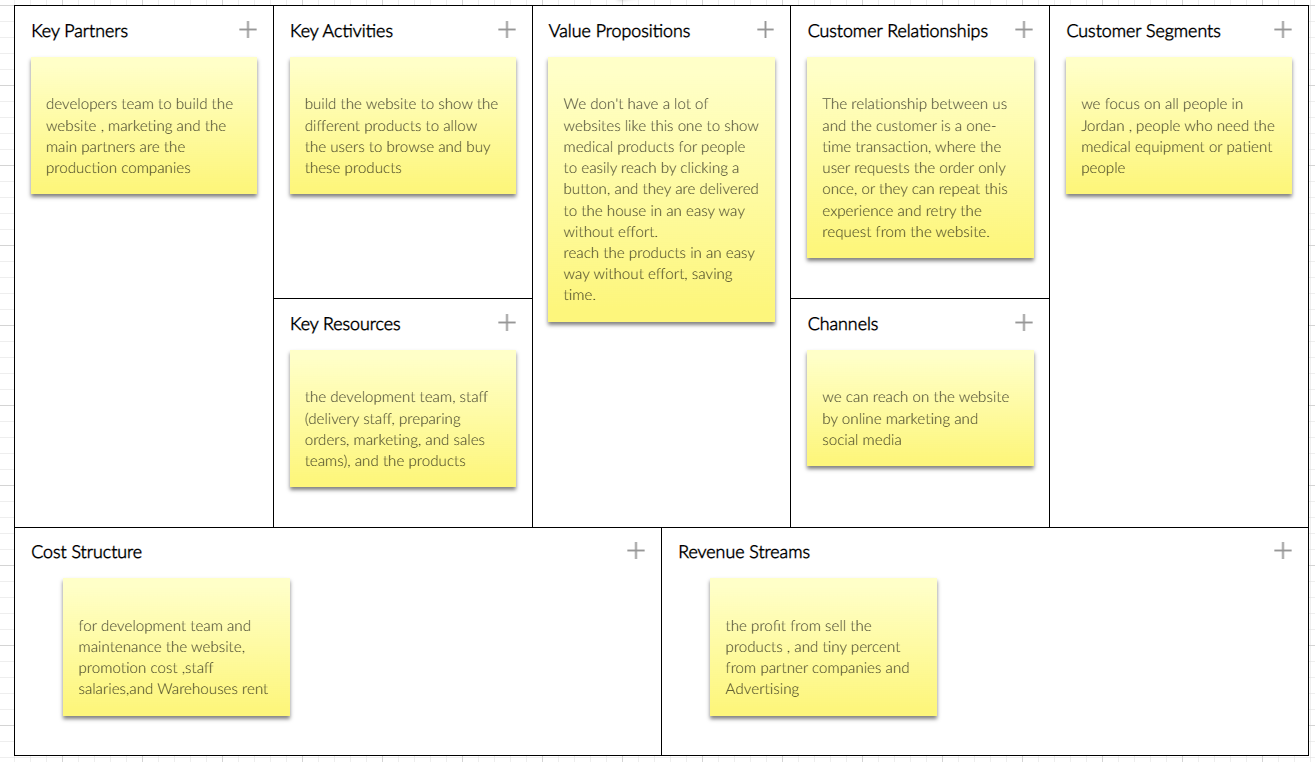 Key Partners
developers team to build the
website , marketing and the
main partners are the
production companies
Key Activities
build the website to show the
different products to allow
the users to browse and buy
these products
Key Resources
the development team, staff
(delivery staff, preparing
orders, marketing, and sales
teams), and the products
Value Propositions
We don't have a lot of
websites like this one to show
medical products for people
to easily reach by clicking a
button, and they are delivered
to the house in an easy way
without effort.
reach the products in an easy
way without effort, saving
time.
Customer Relationships
The relationship between us
and the customer is a one-
time transaction, where the
user requests the order only
once, or they can repeat this
experience and retry the
request from the website.
Channels
we can reach on the website
by online marketing and
social media
Customer Segments
we focus on all people in
Jordan , people who need the
medical equipment or patient
people
Cost Structure
for development team and
maintenance the website,
promotion cost ,staff
salaries,and Warehouses rent
Revenue Streams
the profit from sell the
products , and tiny percent
from partner companies and
Advertising